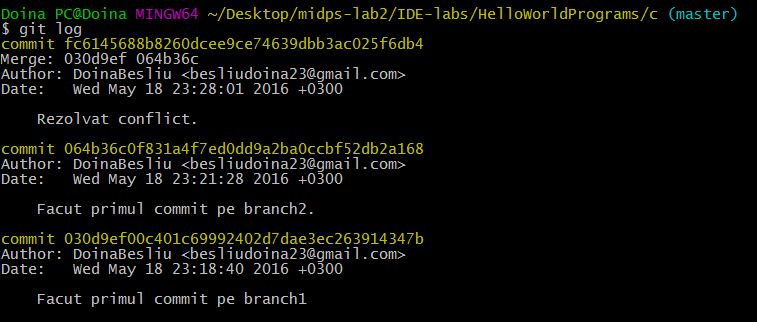 Doina PC@Doina MINGW64 ~/Desktop/midps-lab2/IDE-labs/HelloWorldPrograms/c (master)
$ git log
commit fc6145688b8260dcee9ce74639dbb3ac025f6db4
Merge: 030d9ef 064b36c
Author: DoinaBesliu <besliudoina23@gmail.com>
Date:   Wed May 18 23:28:01 2016 +0300
    Rezolvat conflict.
commit 064b36c0f831a4f7ed0dd9a2ba0ccbf52db2a168
Author: DoinaBesliu <besliudoina23@gmail.com>
Date:   Wed May 18 23:21:28 2016 +0300
    Facut primul commit pe branch2.
commit 030d9ef00c401c69992402d7dae3ec263914347b
Author: DoinaBesliu <besliudoina23@gmail.com>
Date:   Wed May 18 23:18:40 2016 +0300
    Facut primul commit pe branch1